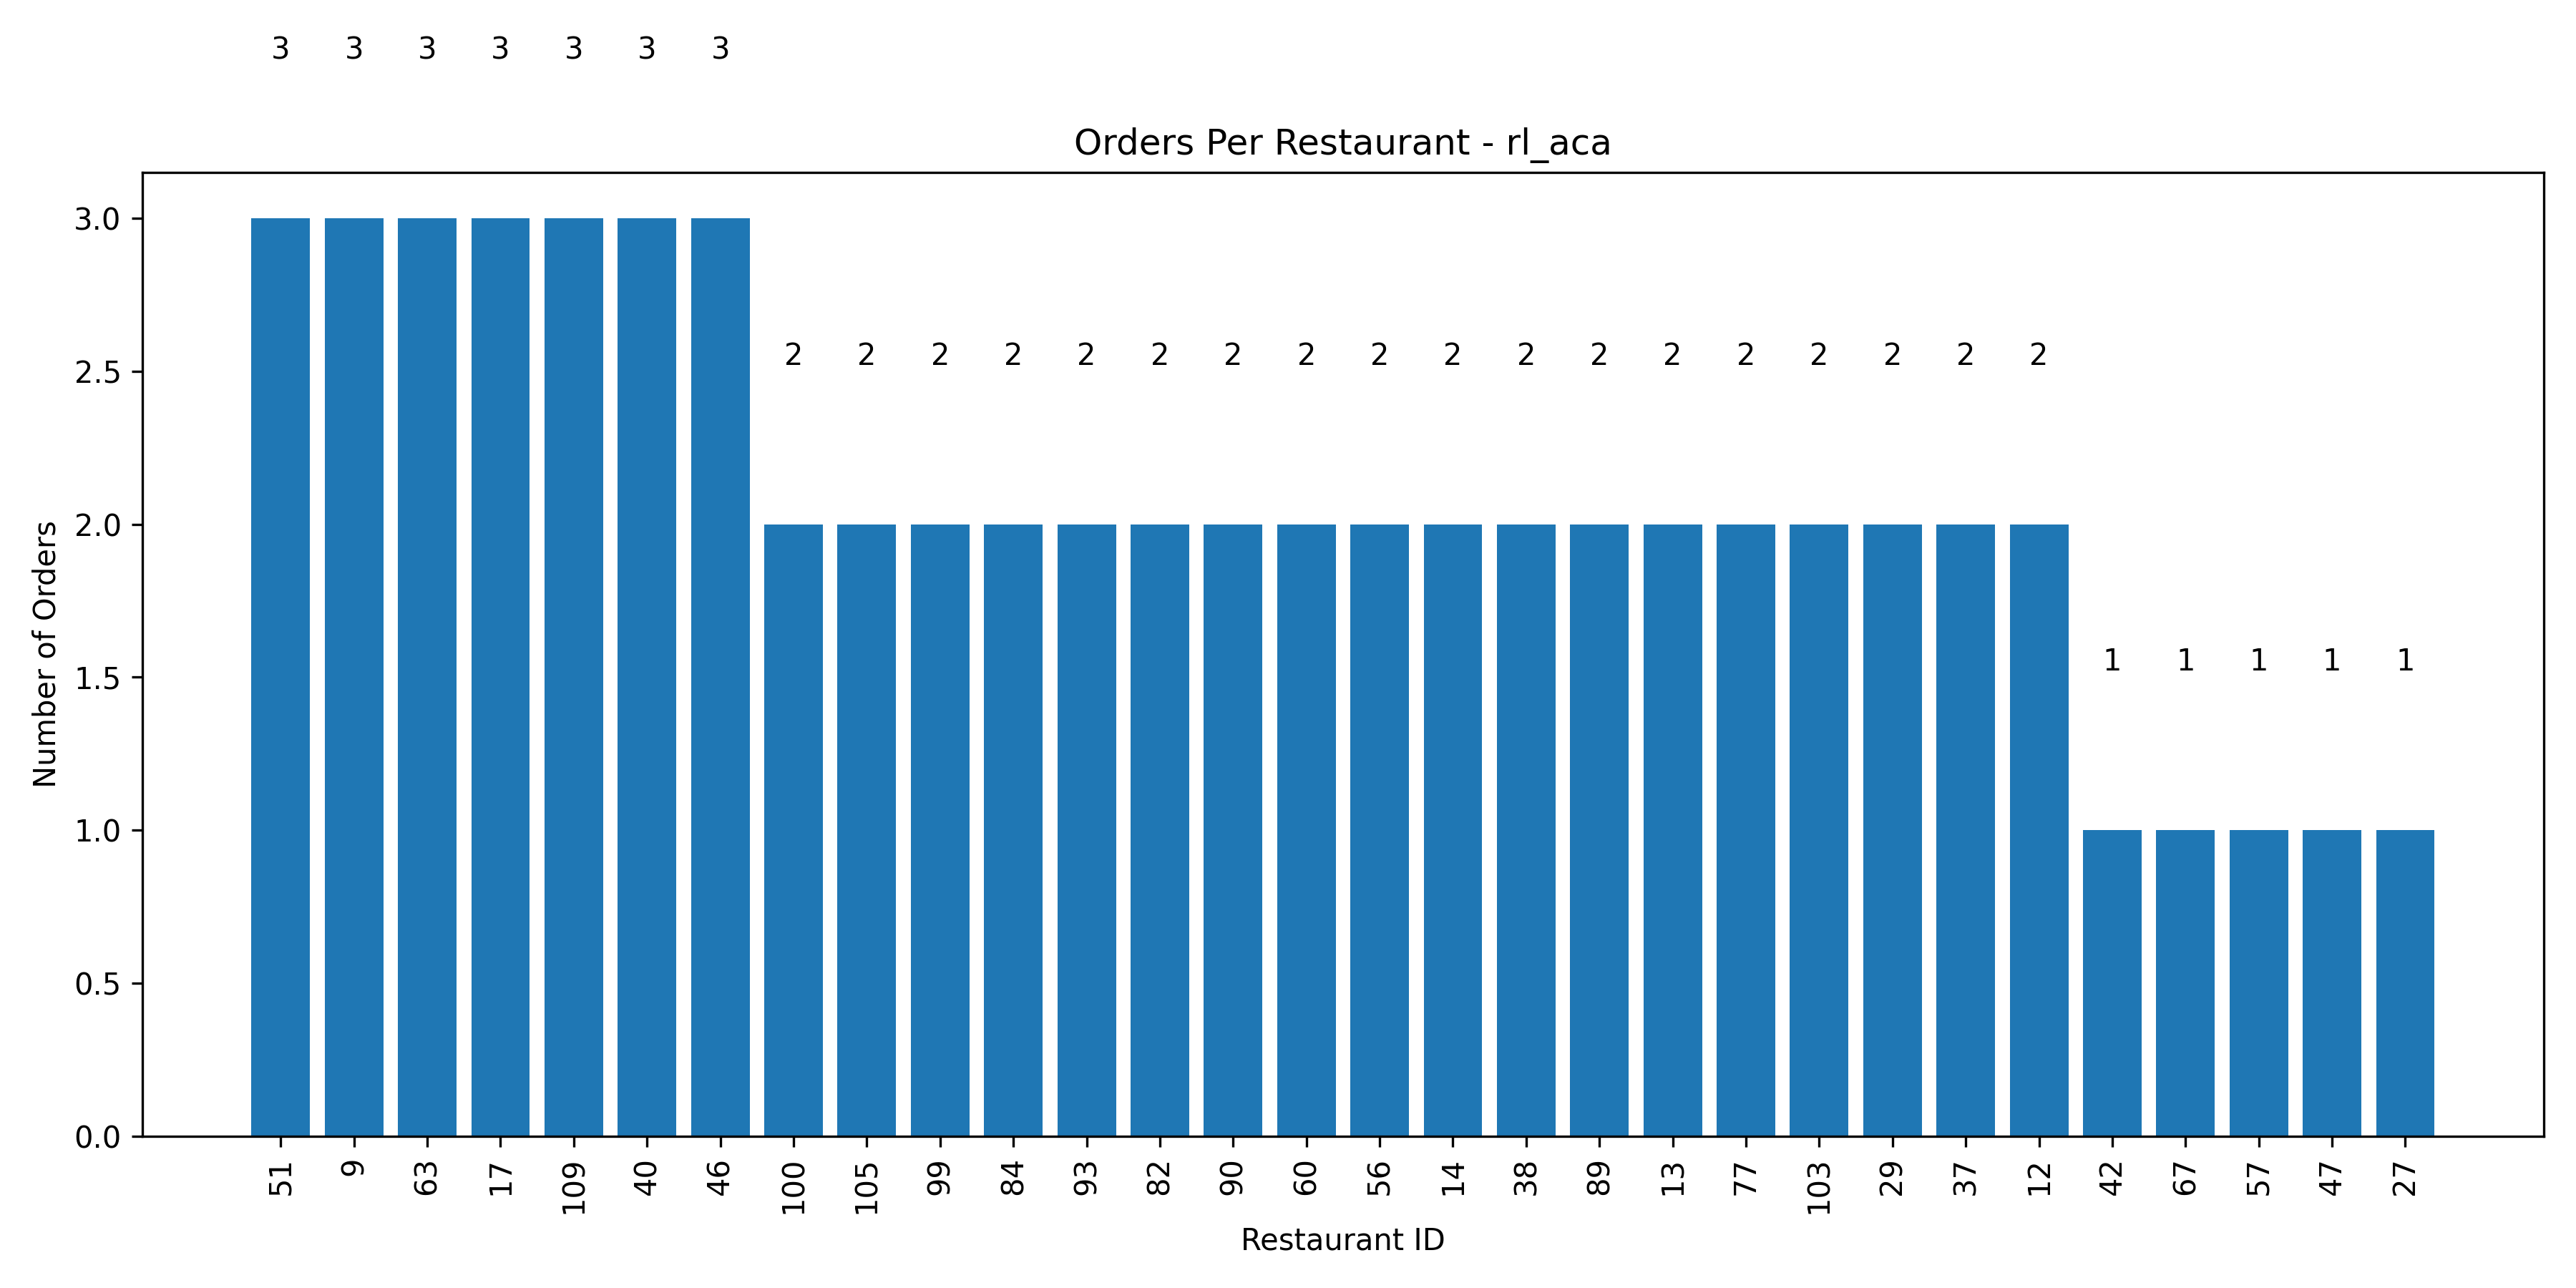 3 3 3 3 3 3 3
Orders Per Restaurant - rl_aca
3.0
2 2 2 2 2 2 2 2 2 2 2 2 2 2 2 2 2 2
2.5
2.0
Number of Orders
1 1 1 1 1
1.5
1.0
0.5
0.0
51 9 63 17 109 40 46 100 105 99 84 93 82 90 60 56 14 38 89 13 77 103 29 37 12 42 67 57 47 27
Restaurant ID